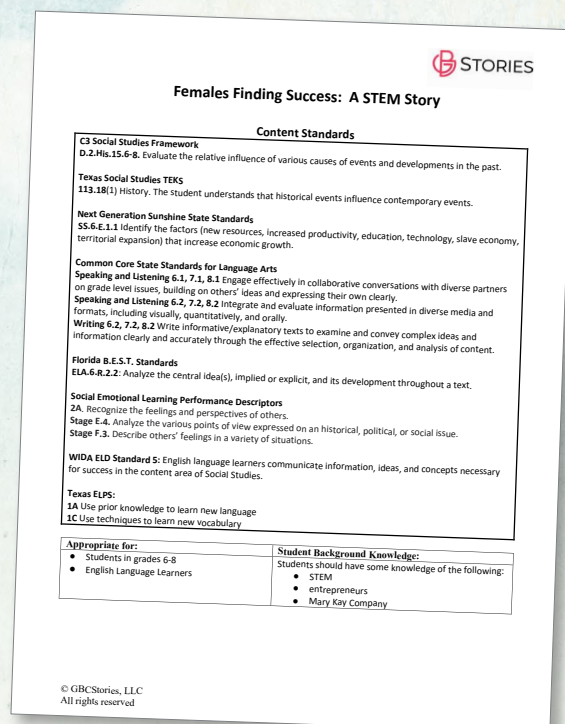 GB STORIES
Females Finding Success: A STEM Story
Content Standards
C3 Social Studies Framework
D.2.His.15.6-8. Evaluate the relative influence of various causes of events and developments in the past.
Texas Social Studies TEKS
113.18(1) History. The student understands that historical events influence contemporary events.
Next Generation Sunshine State Standards
SS.6.E.1.1 Identify the factors (new resources, increased productivity, education, technology, slave economy,
territorial expansion) that increase economic growth.
Common Core State Standards for Language Arts
Speaking and Listening 6.1, 7.1, 8.1 Engage effectively in collaborative conversations with diverse partners
on grade level issues, building on others' ideas and expressing their own clearly.
Speaking and Listening 6.2, 7.2, 8.2 Integrate and evaluate information presented in diverse media and
formats, including visually, quantitatively, and orally.
Writing 6.2, 7.2, 8.2 Write informative/explanatory texts to examine and convey complex ideas and
information clearly and accurately through the effective selection, organization, and analysis of content.
Florida B.E.S.T. Standards
ELA.6.R.2.2: Analyze the central idea(s), implied or explicit, and its development throughout a text.
Social Emotional Learning Performance Descriptors
2A. Recognize the feelings and perspectives of others.
Stage E.4. Analyze the various points of view expressed on an historical, political, or social issue.
Stage F.3. Describe others' feelings in a variety of situations.
WIDA ELD Standard 5: English language learners communicate information, ideas, and concepts necessary
for success in the content area of Social Studies.
Texas ELPS:
1A Use prior knowledge to learn new language
1C Use techniques to learn new vocabulary
Appropriate for:
• Students in grades 6-8
• English Language Learners
Student Background Knowledge:
Students should have some knowledge of the following:
• STEM
• entrepreneurs
• Mary Kay Company
© GBCStories, LLC
All rights reserved